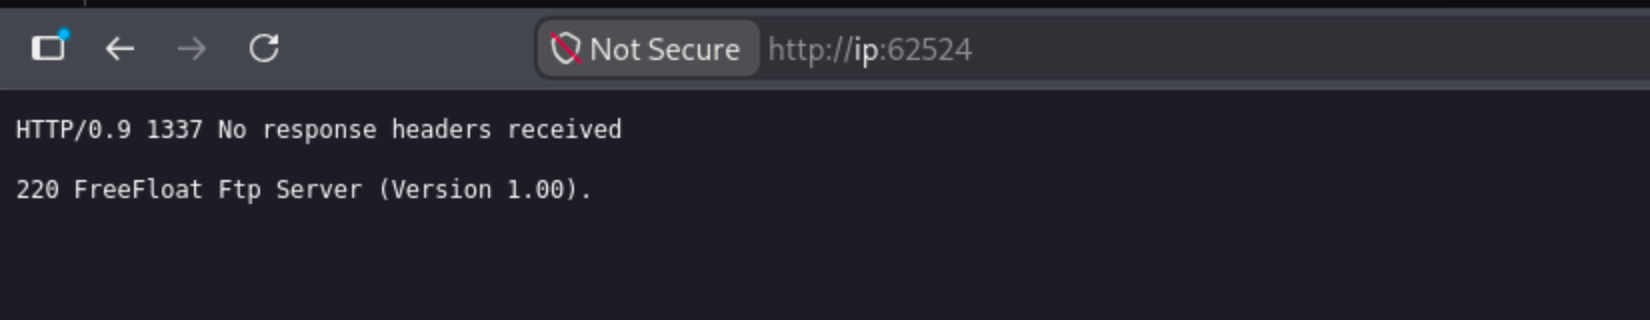 Not Secure http://ip:62524
HTTP/0.9 1337 No response headers received
220 FreeFloat Ftp Server (Version 1.00).